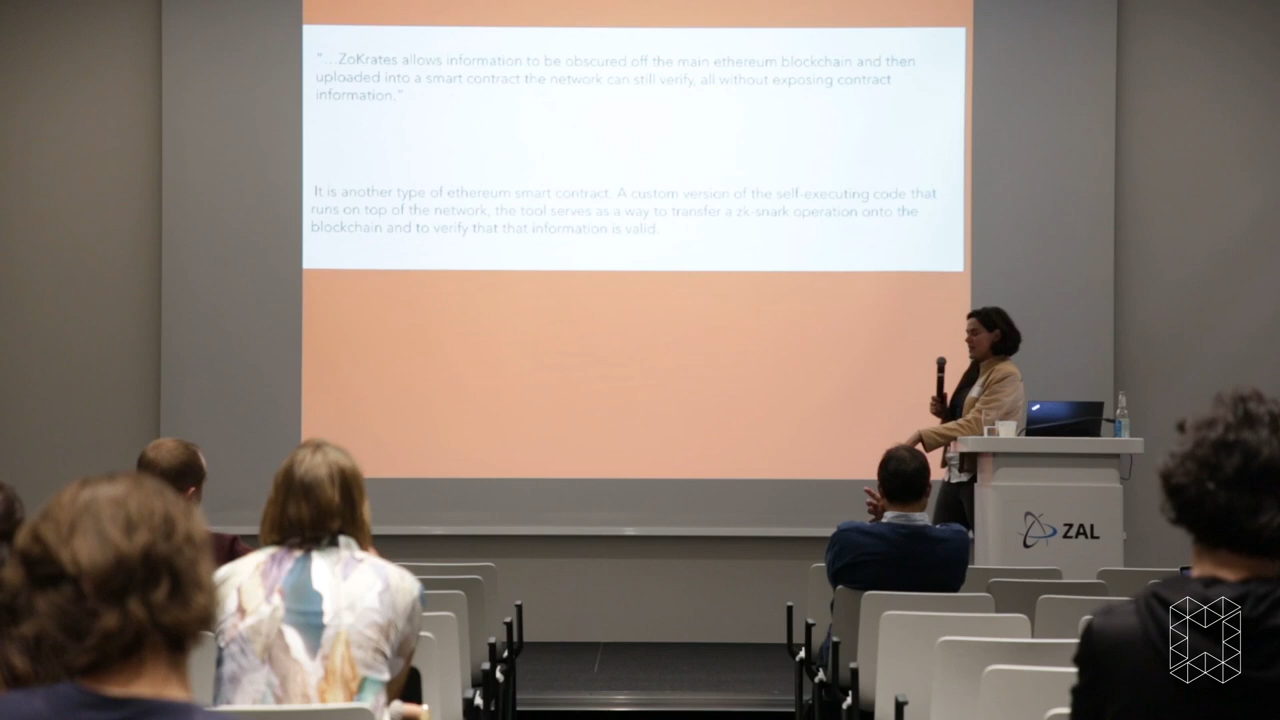 "...ZoKrates allows information to be obscured off the main ethereum blockchain and then
uploaded into a smart contract the network can still verify, all without exposing contract
information."
It is another type of ethereum smart contract. A custom version of the self-executing code that
runs on top of the network, the tool serves as a way to transfer a zk-snark operation onto the
blockchain and to verify that that information is valid.
ZAL